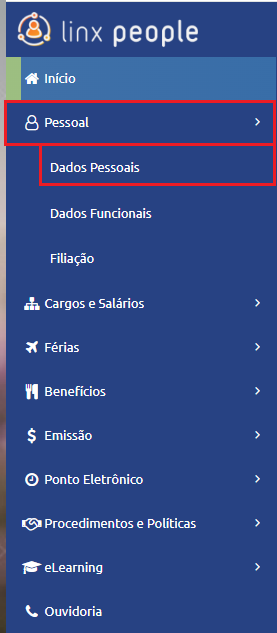 linx people
Início
Pessoal
Dados Pessoais
Dados Funcionais
Filiação
Cargos e Salários
Férias
Benefícios
Emissão
Ponto Eletrônico
Procedimentos e Políticas
eLearning
Ouvidoria